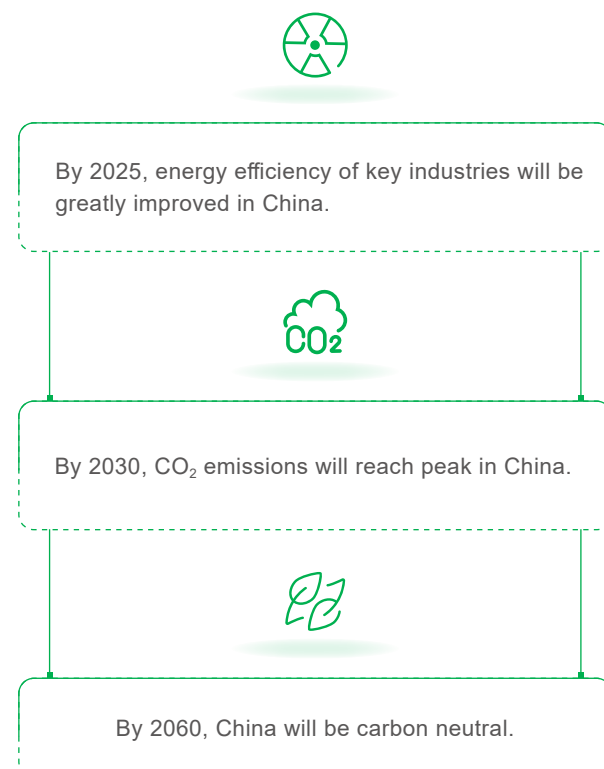 By 2025, energy efficiency of key industries will be
greatly improved in China.
CO2
By 2030, CO₂ emissions will reach peak in China.
By 2060, China will be carbon neutral.